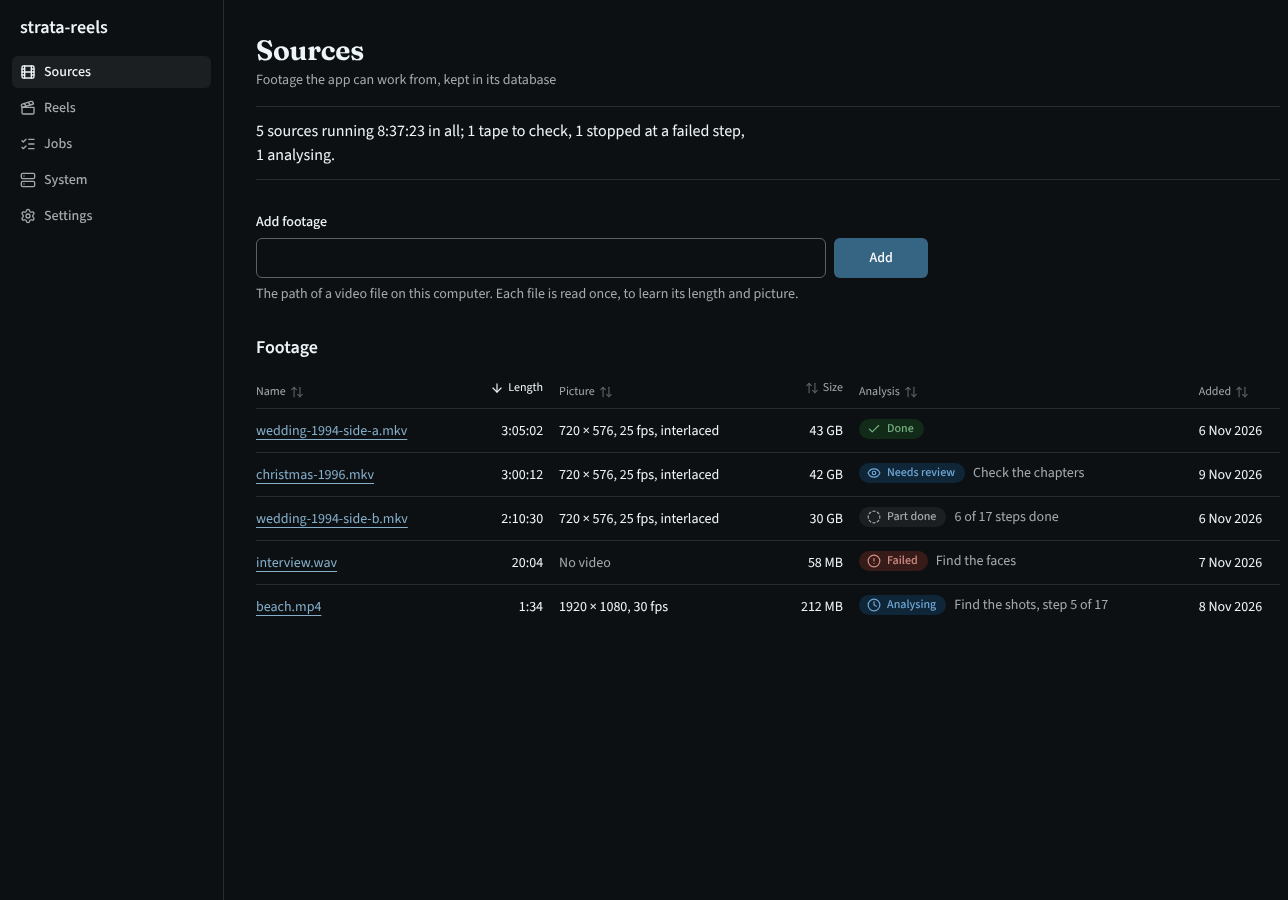 strata-reels
Sources
Reels
Jobs
System
Settings
Sources
Footage the app can work from, kept in its database
5 sources running 8:37:23 in all; 1 tape to check, 1 stopped at a failed step,
1 analysing.
Add footage
Add
The path of a video file on this computer. Each file is read once, to learn its length and picture.
Footage
Name Length Picture Size Analysis Added
wedding-1994-side-a.mkv 3:05:02 720 × 576, 25 fps, interlaced 43 GB Done 6 Nov 2026
christmas-1996.mkv 3:00:12 720 × 576, 25 fps, interlaced 42 GB Needs review Check the chapters 9 Nov 2026
wedding-1994-side-b.mkv 2:10:30 720 × 576, 25 fps, interlaced 30 GB Part done 6 of 17 steps done 6 Nov 2026
interview.wav 20:04 No video 58 MB Failed Find the faces 7 Nov 2026
beach.mp4 1:34 1920 × 1080, 30 fps 212 MB Analysing Find the shots, step 5 of 17 8 Nov 2026